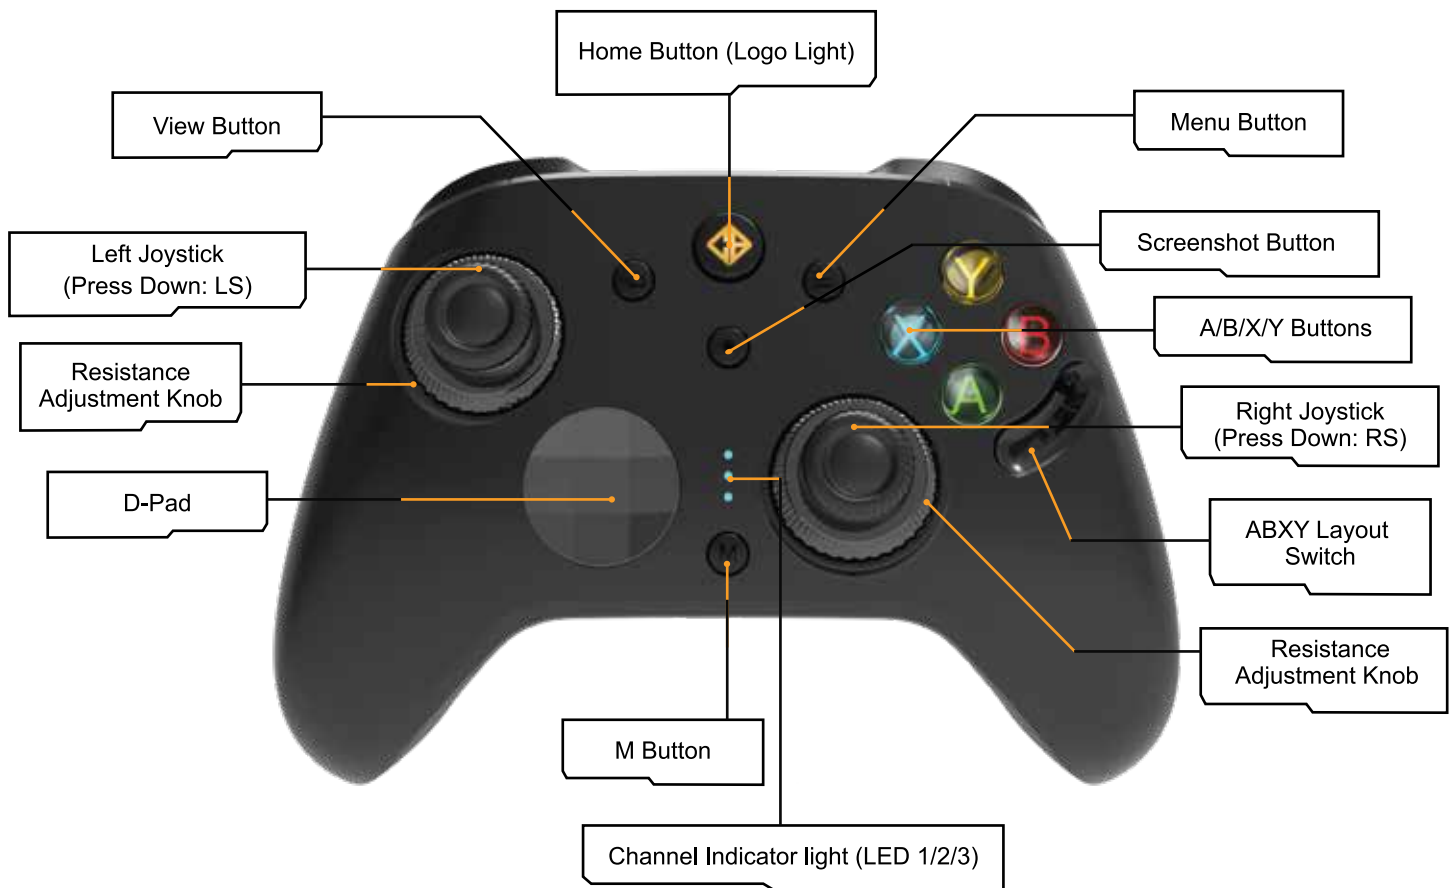 Home Button (Logo Light)
View Button
Menu Button
Left Joystick
(Press Down: LS)
Screenshot Button
Y
X
B
A
A/B/X/Y Buttons
Resistance
Adjustment Knob
Right Joystick
(Press Down: RS)
D-Pad
ABXY Layout
Switch
M
Resistance
Adjustment Knob
M Button
Channel Indicator light (LED 1/2/3)